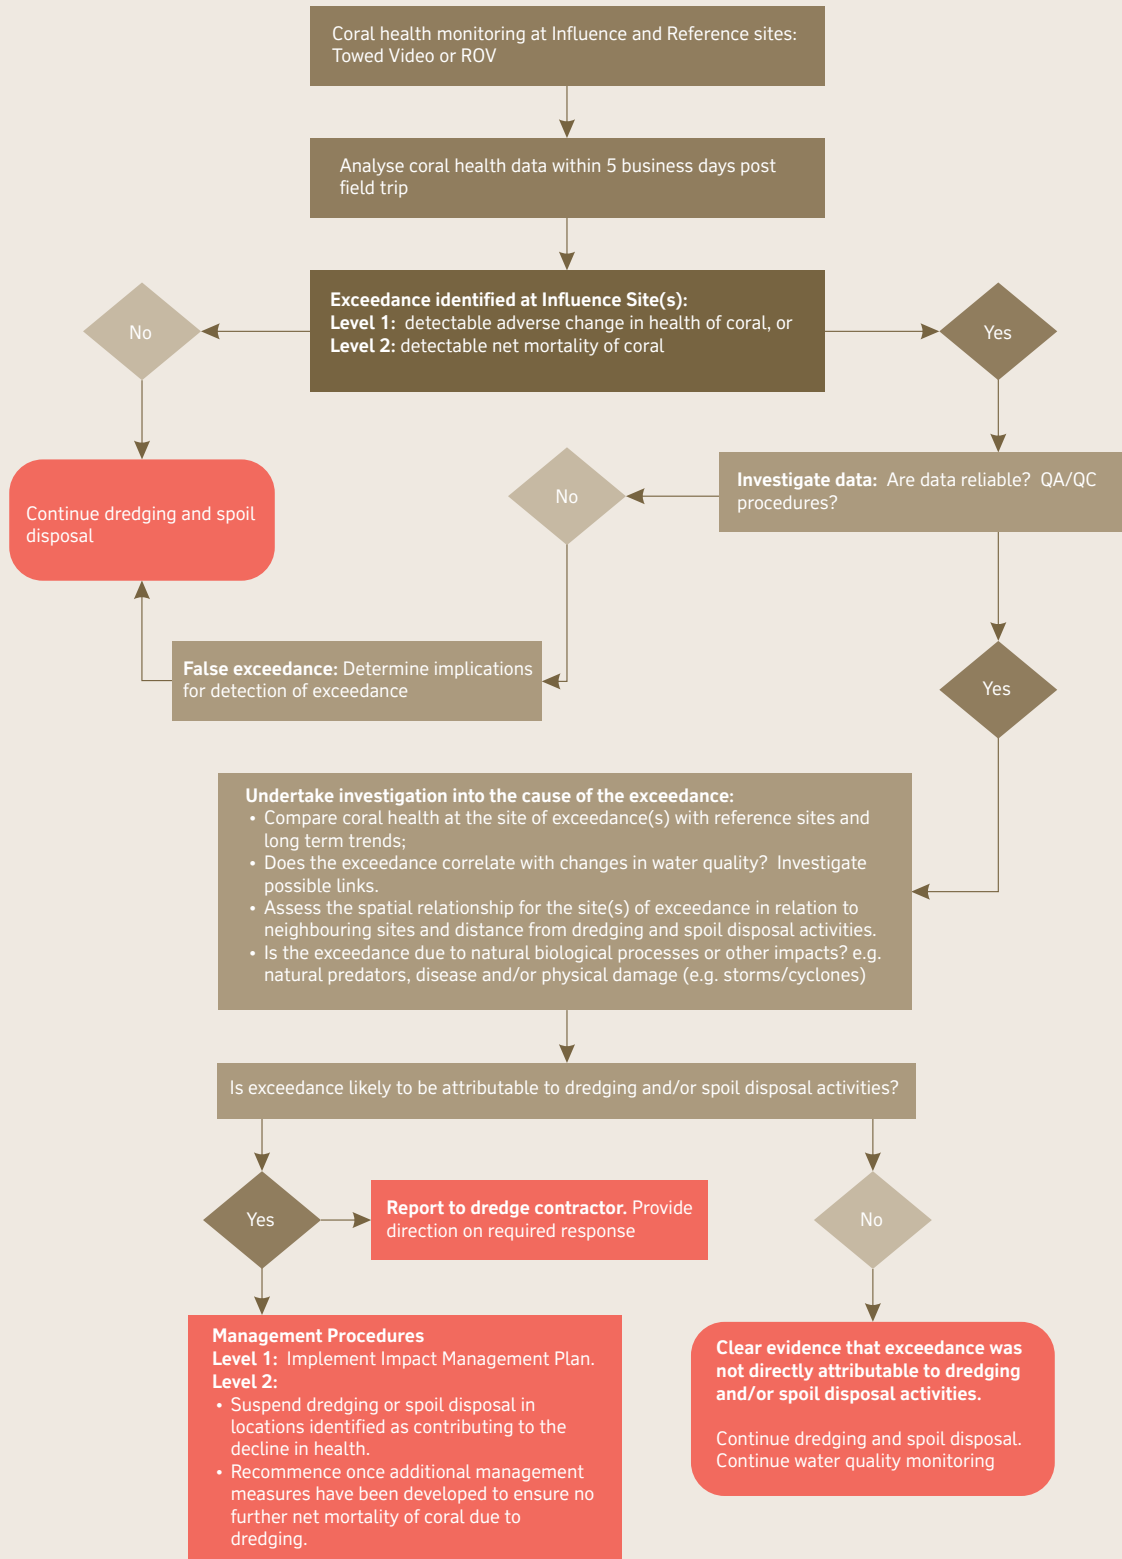 Coral health monitoring at Influence and Reference sites:
Towed Video or ROV
Analyse coral health data within 5 business days post
field trip
Exceedance identified at Influence Site(s):
Level 1: detectable adverse change in health of coral, or
Level 2: detectable net mortality of coral
No
Yes
Continue dredging and spoil
disposal
No
Investigate data: Are data reliable? QA/QC
procedures?
False exceedance: Determine implications
for detection of exceedance
Yes
Undertake investigation into the cause of the exceedance:
• Compare coral health at the site of exceedance(s) with reference sites and
long term trends;
• Does the exceedance correlate with changes in water quality? Investigate
possible links.
• Assess the spatial relationship for the site(s) of exceedance in relation to
neighbouring sites and distance from dredging and spoil disposal activities.
• Is the exceedance due to natural biological processes or other impacts? e.g.
natural predators, disease and/or physical damage (e.g. storms/cyclones)
Is exceedance likely to be attributable to dredging and/or spoil disposal activities?
Yes
Report to dredge contractor. Provide
direction on required response
No
Management Procedures
Level 1: Implement Impact Management Plan.
Level 2:
• Suspend dredging or spoil disposal in
locations identified as contributing to the
decline in health.
• Recommence once additional management
measures have been developed to ensure no
further net mortality of coral due to
dredging.
Clear evidence that exceedance was
not directly attributable to dredging
and/or spoil disposal activities.
Continue dredging and spoil disposal.
Continue water quality monitoring